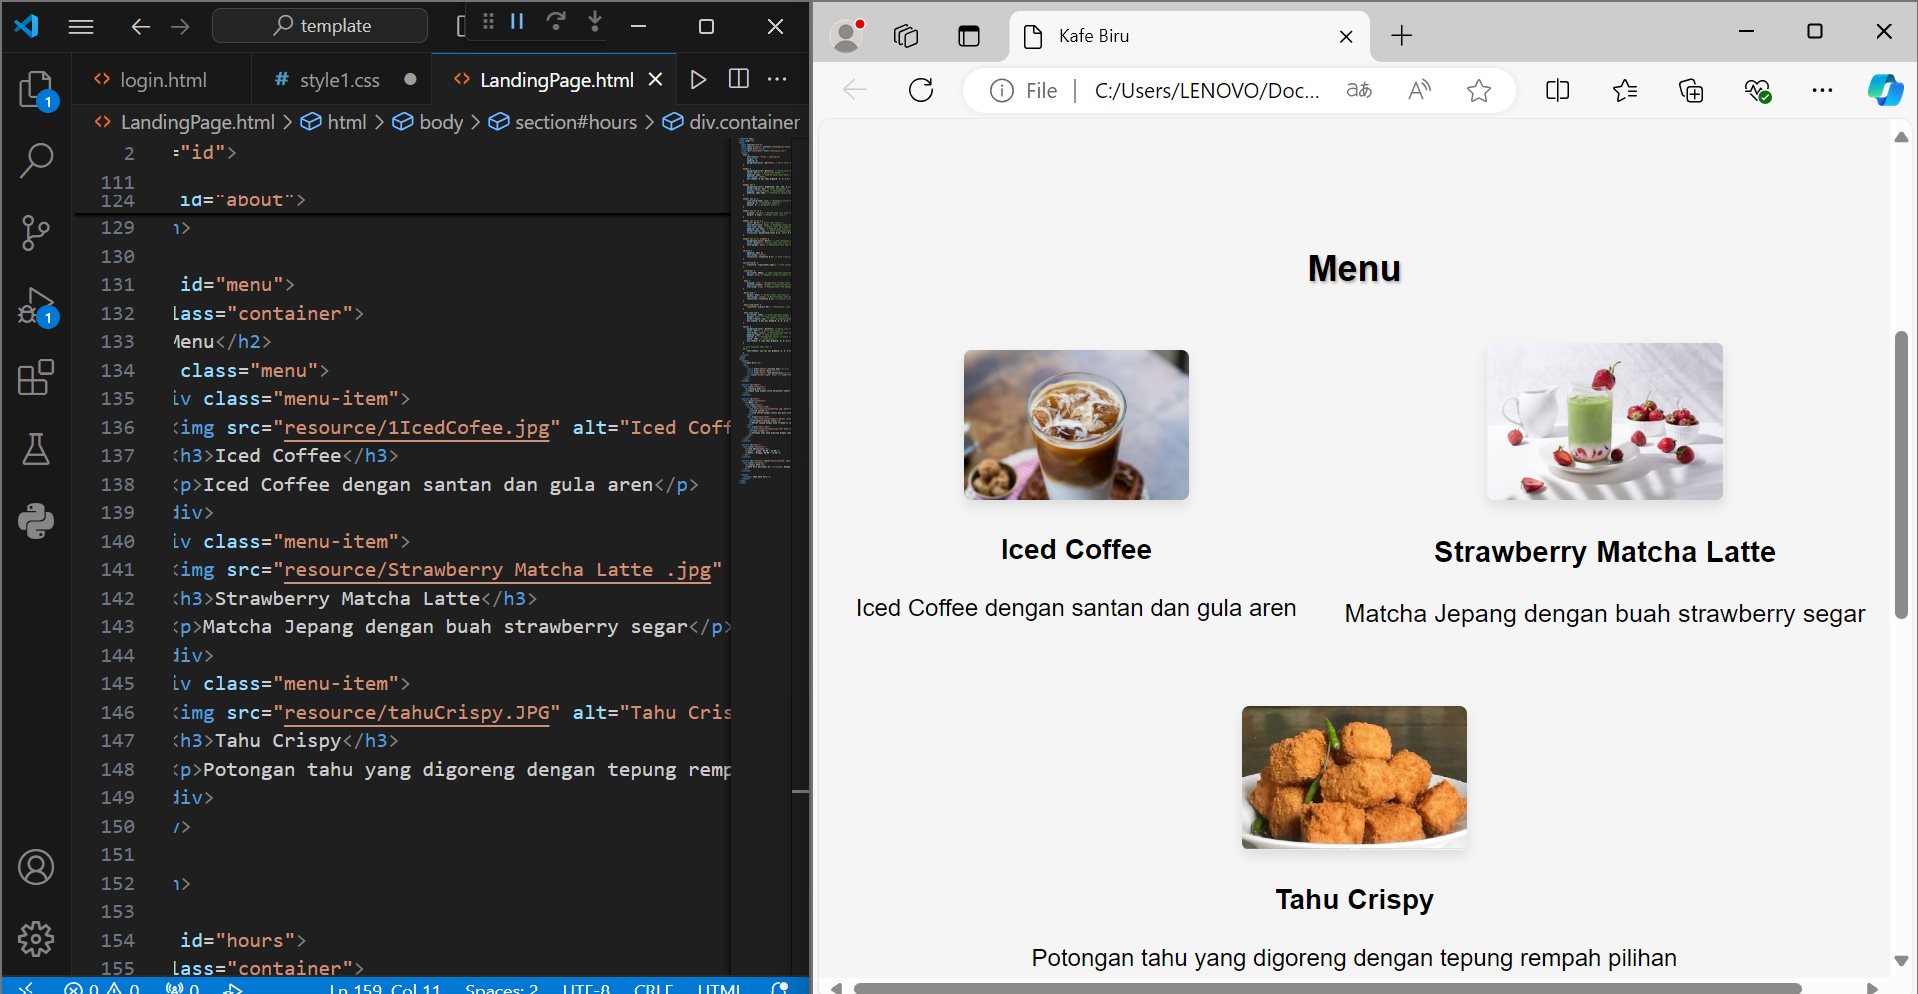 template
login.html
# style1.css
<> LandingPage.html
<> LandingPage.html > html > body > section#hours > div.container
2 ="id">
111
124 id="about">
129 n>
130
131 id="menu">
132 lass="container">
133 Menu</h2>
134 class="menu">
135 iv class="menu-item">
136 <img src="resource/1IcedCofee.jpg" alt="Iced Coff
137 <h3>Iced Coffee</h3>
138 <p>Iced Coffee dengan santan dan gula aren</p>
139 div>
140 iv class="menu-item">
141 <img src="resource/Strawberry Matcha Latte .jpg"
142 <h3>Strawberry Matcha Latte</h3>
143 <p>Matcha Jepang dengan buah strawberry segar</p>
144 div>
145 iv class="menu-item">
146 <img src="resource/tahuCrispy.JPG" alt="Tahu Cris
147 <h3>Tahu Crispy</h3>
148 <p>Potongan tahu yang digoreng dengan tepung remp
149 div>
150 />
151
152 n>
153
154 id="hours">
155 lass="container">
1
1
0 0 0 Ln 159, Col 11 Spaces: 2 UTF-8 CRLF HTML
Kafe Biru
File | C:/Users/LENOVO/Doc...
Menu
Iced Coffee
Iced Coffee dengan santan dan gula aren
Strawberry Matcha Latte
Matcha Jepang dengan buah strawberry segar
Tahu Crispy
Potongan tahu yang digoreng dengan tepung rempah pilihan